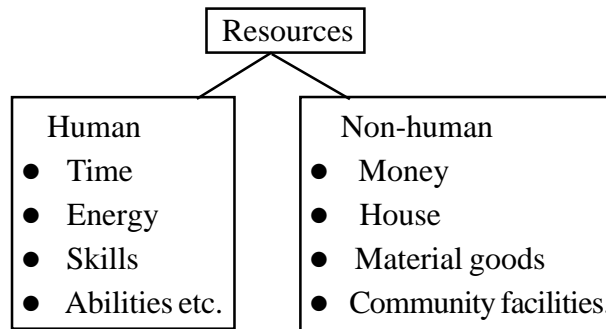 Resources
Human
● Time
● Energy
● Skills
● Abilities etc.
Non-human
● Money
● House
● Material goods
● Community facilities.